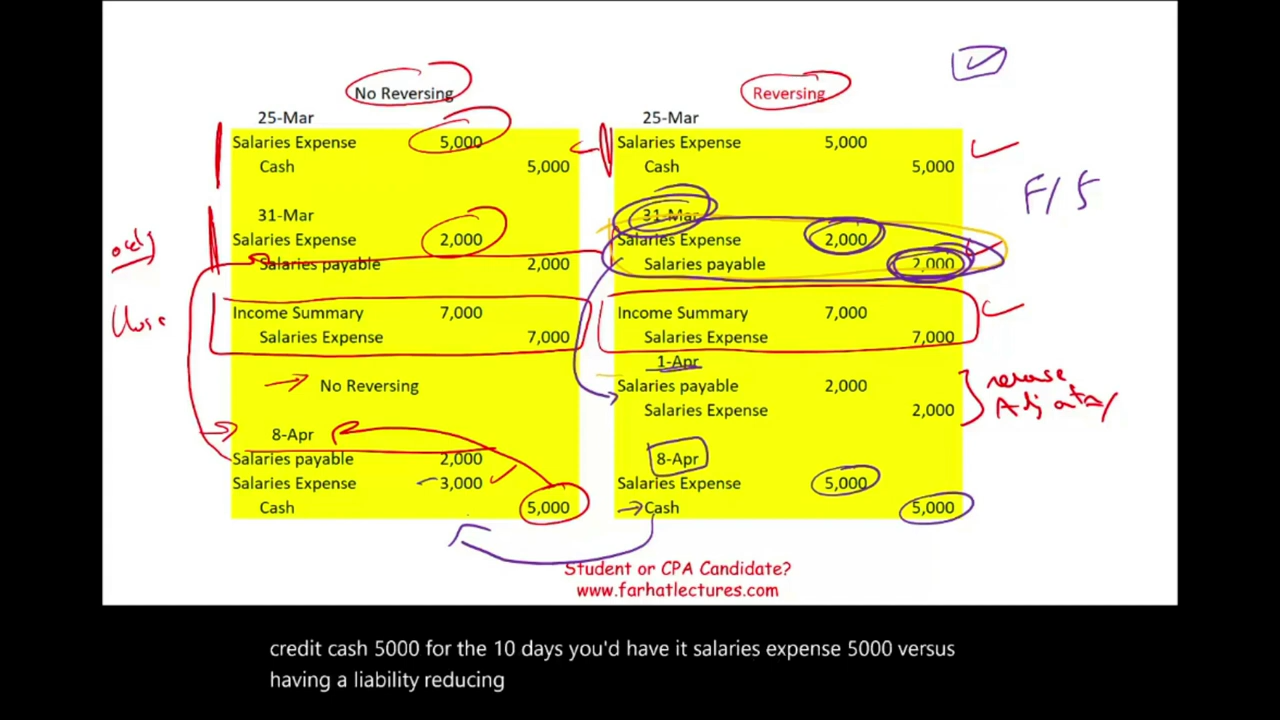 No Reversing
25-Mar
Salaries Expense 5,000
Cash 5,000
31-Mar
Salaries Expense 2,000
Salaries payable 2,000
Income Summary 7,000
Salaries Expense 7,000
No Reversing
8-Apr
Salaries payable 2,000
Salaries Expense 3,000
Cash 5,000
Close
Reversing
25-Mar
Salaries Expense 5,000
Cash 5,000
31-Mar
Salaries Expense 2,000
Salaries payable 2,000
Income Summary 7,000
Salaries Expense 7,000
1-Apr
Salaries payable 2,000
Salaries Expense 2,000
8-Apr
Salaries Expense 5,000
Cash 5,000
F/S
Student or CPA Candidate?
www.farhatlectures.com
credit cash 5000 for the 10 days you'd have it salaries expense 5000 versus
having a liability reducing